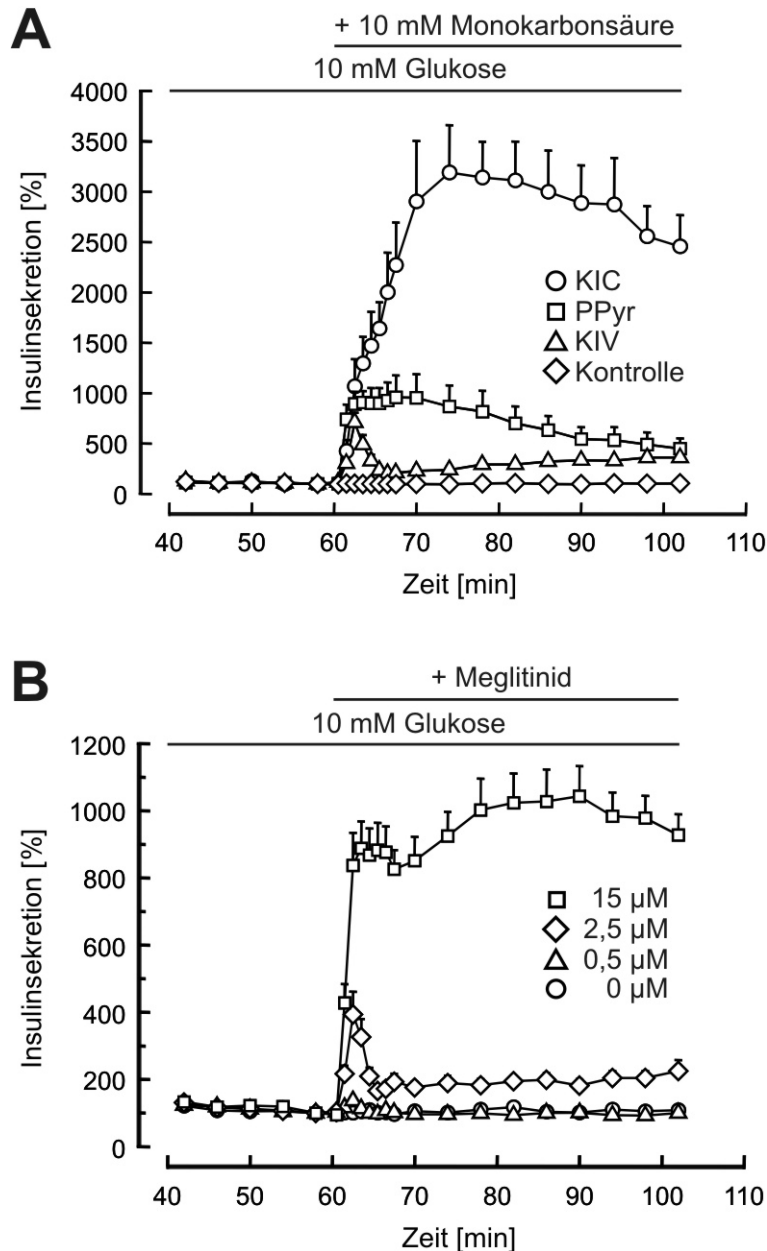 A
+ 10 mM Monokarbonsäure
10 mM Glukose
4000
3500
3000
2500
2000
1500
1000
500
0
Insulinsekretion [%]
KIC
PPyr
KIV
Kontrolle
40 50 60 70 80 90 100 110
Zeit [min]
B
+ Meglitinid
10 mM Glukose
1200
1000
800
600
400
200
0
Insulinsekretion [%]
15 µM
2,5 µM
0,5 µM
0 µM
40 50 60 70 80 90 100 110
Zeit [min]